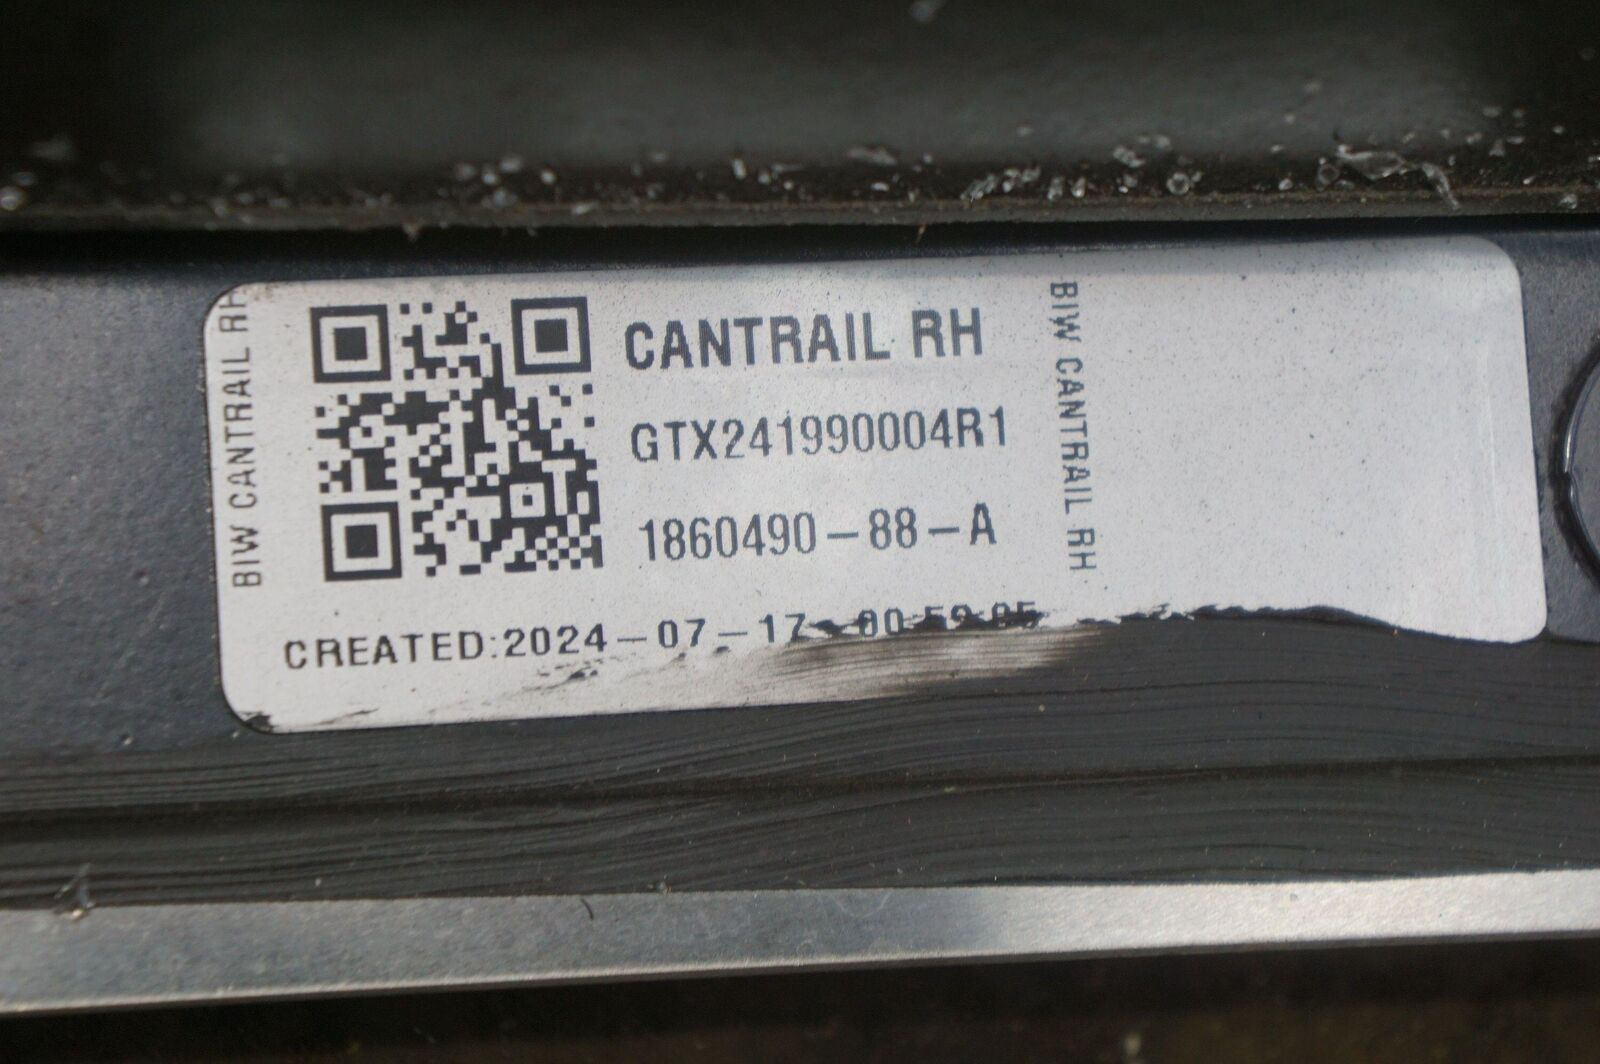 BIW CANTRAIL RH
CANTRAIL RH
GTX241990004R1
1860490-88-A
BIW CANTRAIL RH
CREATED:2024-07-17